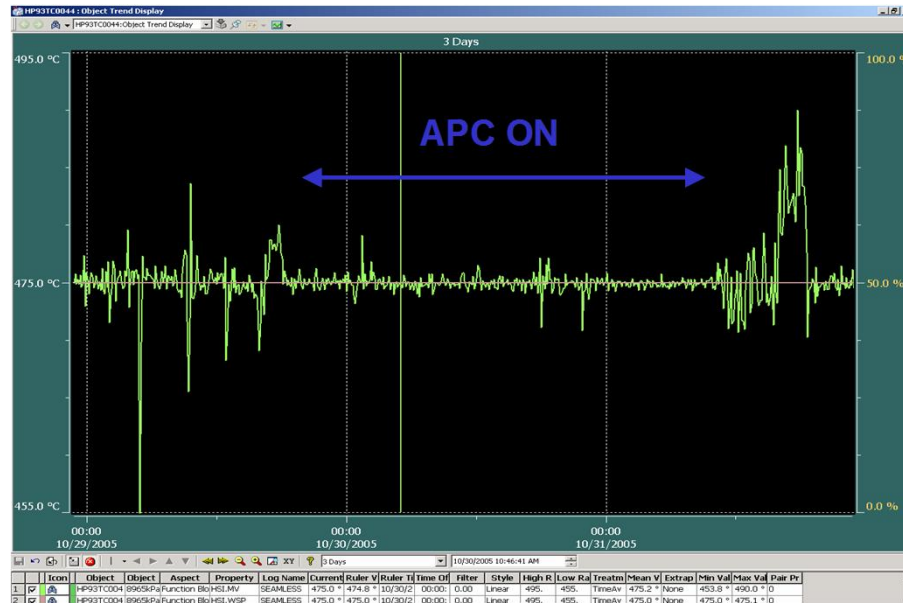 HP93TC0044 : Object Trend Display
HP93TC0044:Object Trend Display
3 Days
495.0 °C
100.0 %
APC ON
475.0 °C
50.0 %
455.0 °C
0.0 %
00:00 00:00 00:00
10/29/2005 10/30/2005 10/31/2005
XY 3 Days 10/30/2005 10:46:41 AM
Icon Object Object Aspect Property Log Name Current Ruler V Ruler Ti Time Of Filter Style High R Low Ra Treatm Mean V Extrap Min Val Max Val Pair Pr
1 HP93TC004 8965kPa Function Blo HSI.MV SEAMLESS 475.0 ° 474.8 ° 10/30/2 00:00: 0.00 Linear 495. 455. TimeAv 475.2 ° None 453.8 ° 490.0 ° 0
2 HP93TC004 8965kPa Function Blo HSI.WSP SEAMLESS 475.0 ° 475.0 ° 10/30/2 00:00: 0.00 Linear 495. 455. TimeAv 475.0 ° None 475.0 ° 475.1 ° 0